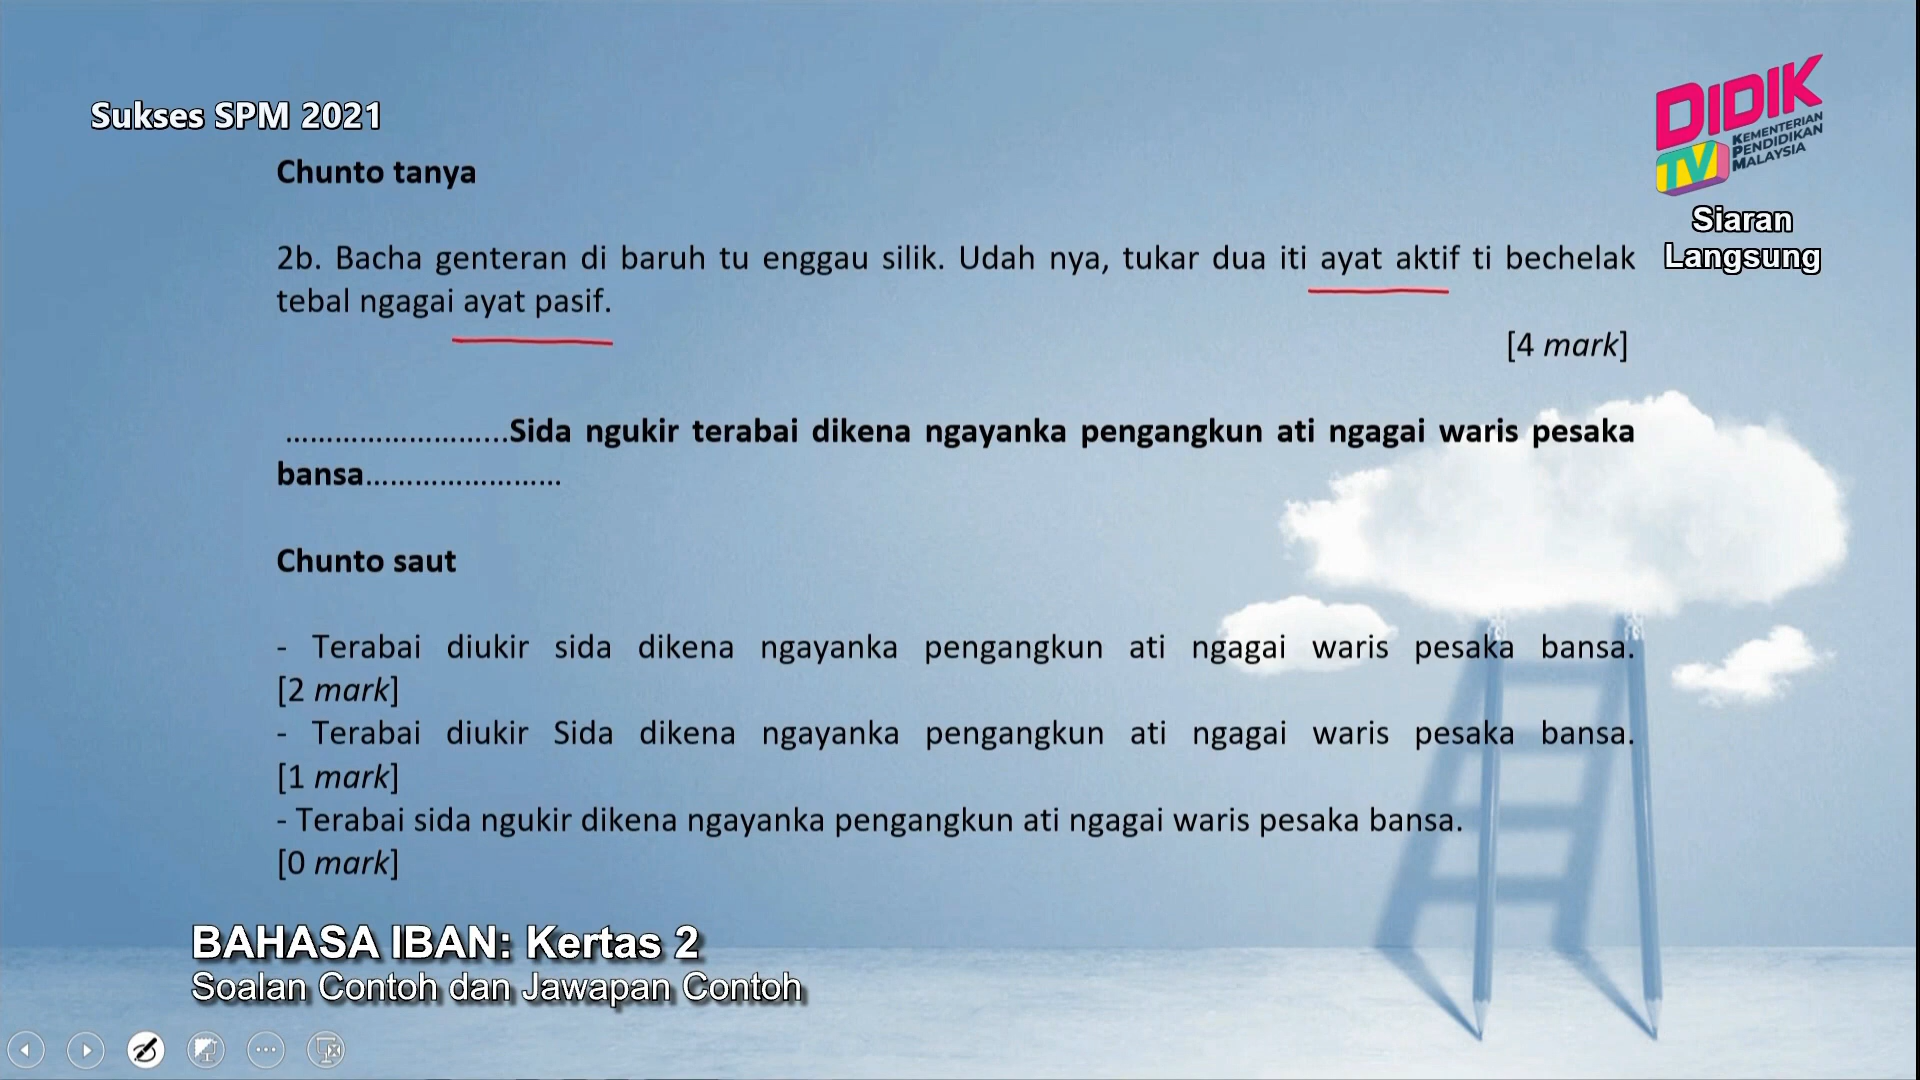 Sukses SPM 2021
DIDIK
TV
KEMENTERIAN
PENDIDIKAN
MALAYSIA
Siaran
Langsung
Chunto tanya
2b. Bacha genteran di baruh tu enggau silik. Udah nya, tukar dua iti ayat aktif ti bechelak
tebal ngagai ayat pasif.
[4 mark]
...........................Sida ngukir terabai dikena ngayanka pengangkun ati ngagai waris pesaka
bansa........................
Chunto saut
- Terabai diukir sida dikena ngayanka pengangkun ati ngagai waris pesaka bansa.
[2 mark]
- Terabai diukir Sida dikena ngayanka pengangkun ati ngagai waris pesaka bansa.
[1 mark]
- Terabai sida ngukir dikena ngayanka pengangkun ati ngagai waris pesaka bansa.
[0 mark]
BAHASA IBAN: Kertas 2
Soalan Contoh dan Jawapan Contoh